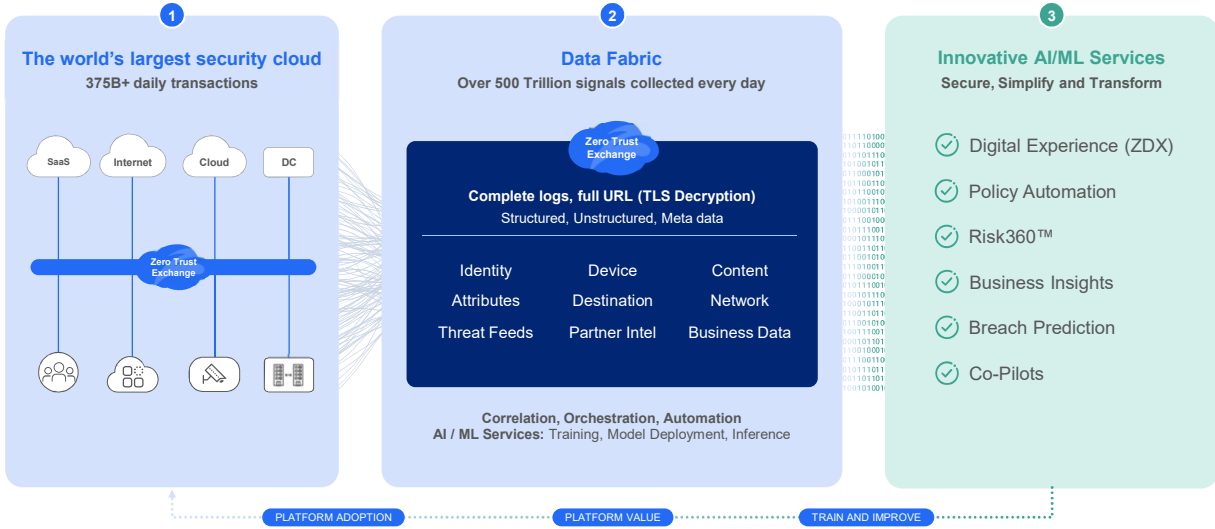 1
The world's largest security cloud
375B+ daily transactions
SaaS
Internet
Cloud
DC
Zero Trust
Exchange
2
Data Fabric
Over 500 Trillion signals collected every day
Zero Trust
Exchange
Complete logs, full URL (TLS Decryption)
Structured, Unstructured, Meta data
Identity Device Content
Attributes Destination Network
Threat Feeds Partner Intel Business Data
Correlation, Orchestration, Automation
AI / ML Services: Training, Model Deployment, Inference
3
Innovative AI/ML Services
Secure, Simplify and Transform
Digital Experience (ZDX)
Policy Automation
Risk360™
Business Insights
Breach Prediction
Co-Pilots
PLATFORM ADOPTION
PLATFORM VALUE
TRAIN AND IMPROVE